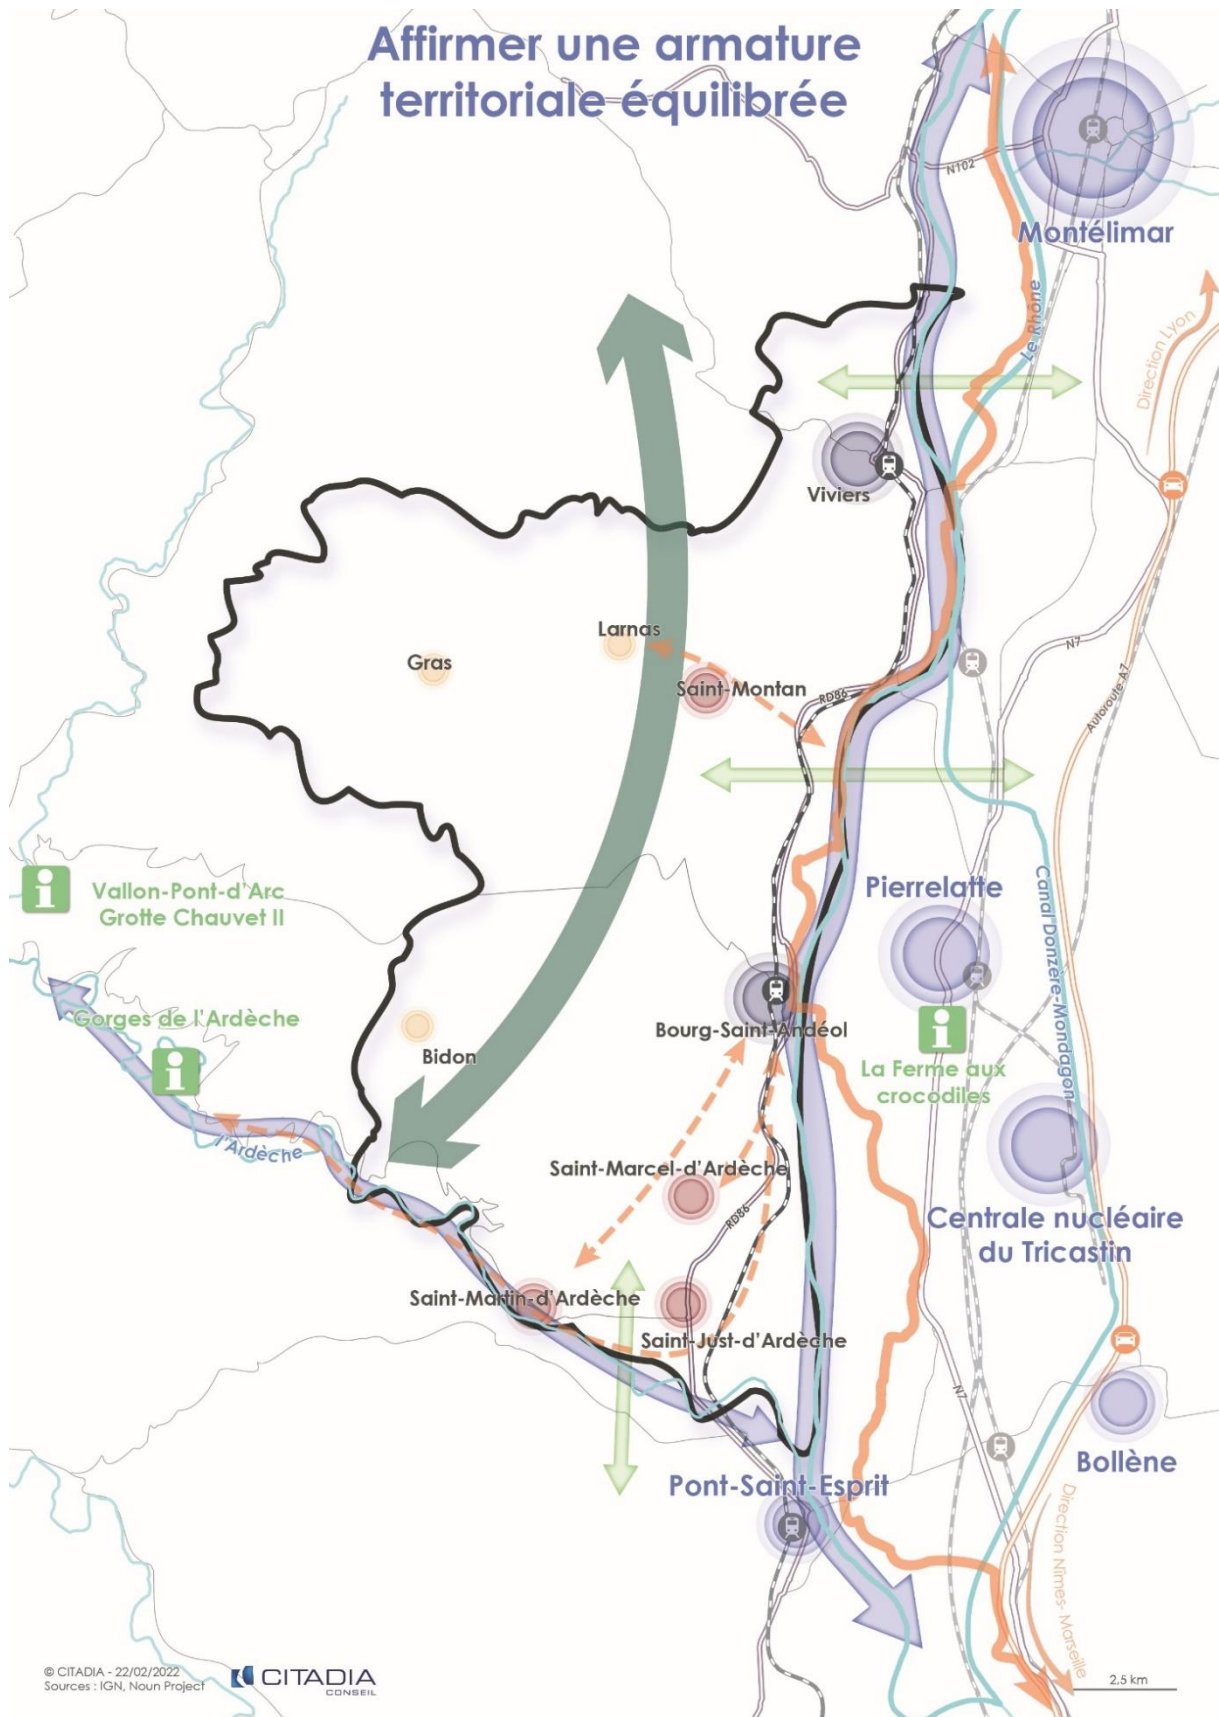 Affirmer une armature
territoriale équilibrée
N102
Montélimar
Le Rhône
Direction Lyon
Viviers
Larnas
Gras
Saint-Montan
RD86
N7
Autoroute A7
Vallon-Pont-d'Arc
Grotte Chauvet II
Pierrelatte
Canal Donzère-Mondagon
Gorges de l'Ardèche
Bourg-Saint-Andéol
Bidon
La Ferme aux
crocodiles
l'Ardèche
Saint-Marcel-d'Ardèche
RD86
Centrale nucléaire
du Tricastin
Saint-Martin-d'Ardèche
Saint-Just-d'Ardèche
N7
Bollène
Pont-Saint-Esprit
Direction Nîmes- Marseille
© CITADIA - 22/02/2022
Sources : IGN, Noun Project
CITADIA
CONSEIL
2,5 km